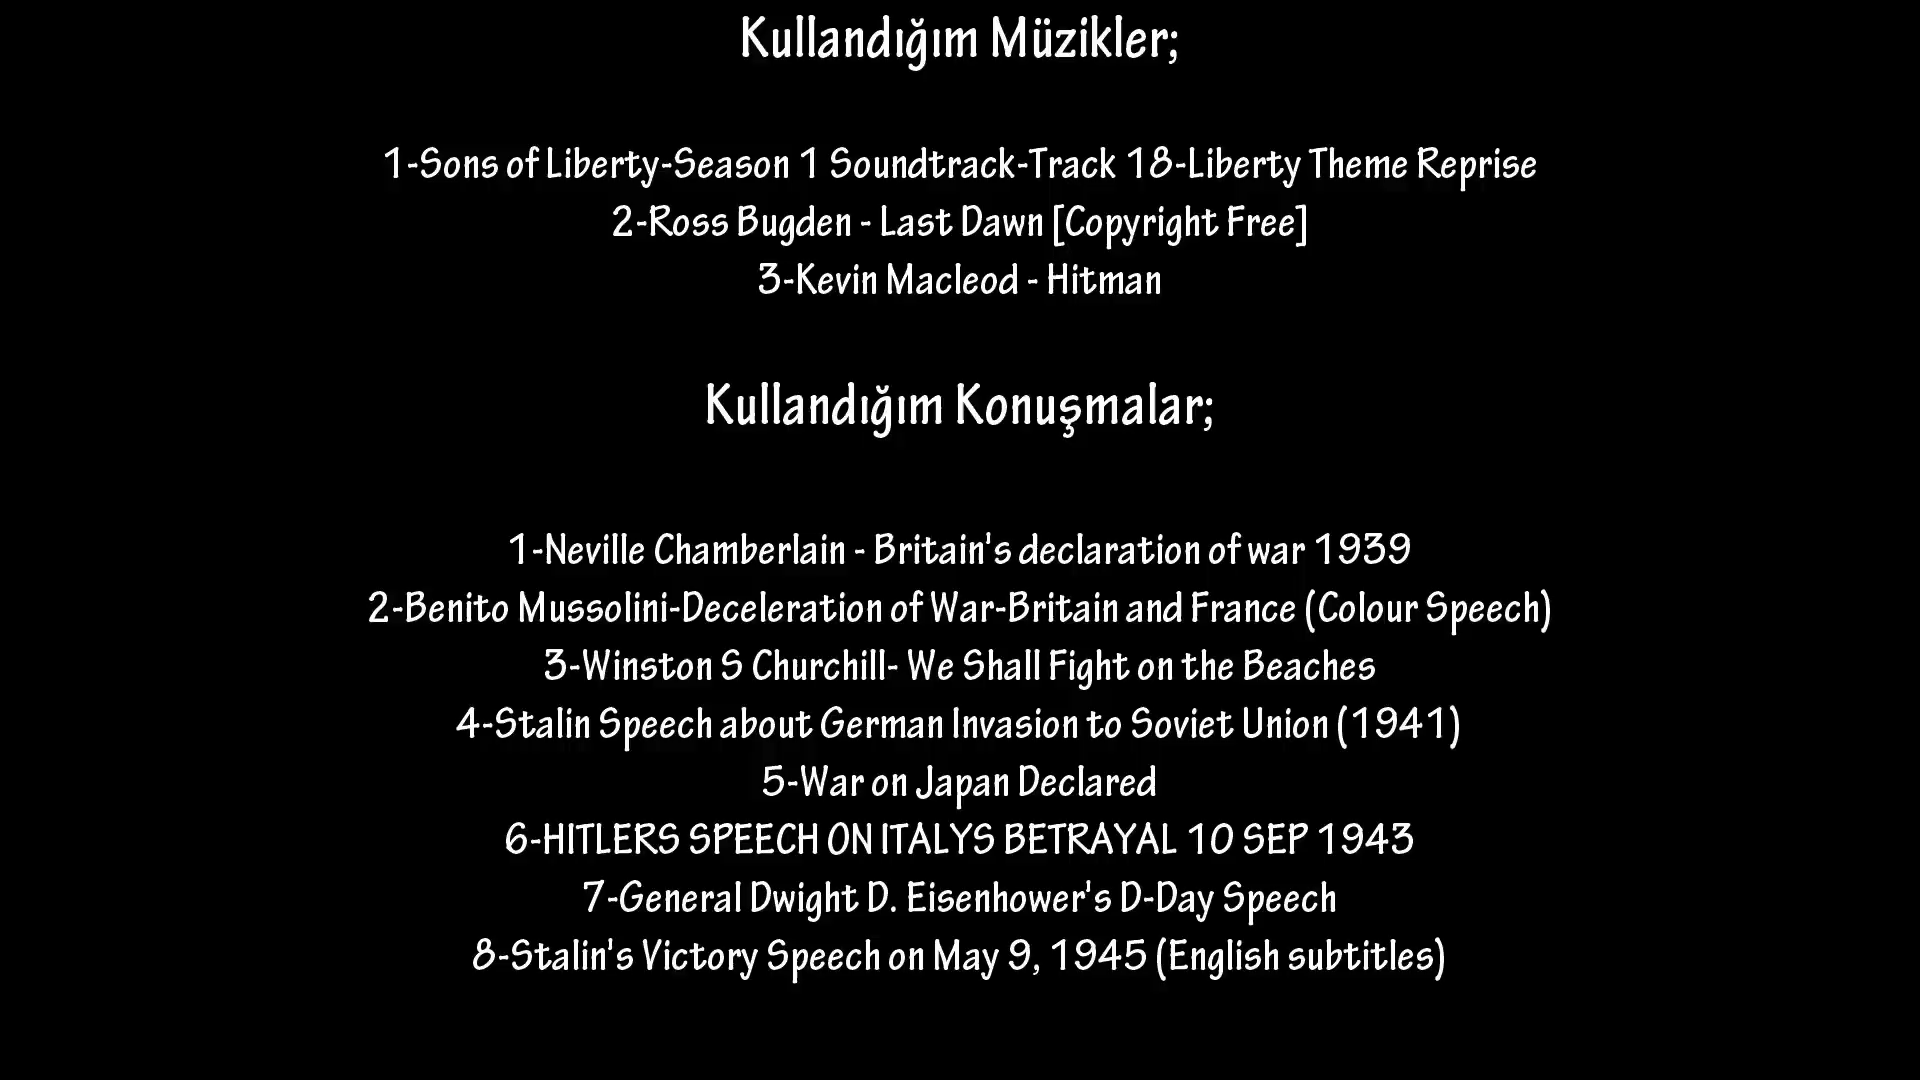 Kullandığım Müzikler;
1-Sons of Liberty-Season 1 Soundtrack-Track 18-Liberty Theme Reprise
2-Ross Bugden - Last Dawn [Copyright Free]
3-Kevin Macleod - Hitman
Kullandığım Konuşmalar;
1-Neville Chamberlain - Britain's declaration of war 1939
2-Benito Mussolini-Deceleration of War-Britain and France (Colour Speech)
3-Winston S Churchill- We Shall Fight on the Beaches
4-Stalin Speech about German Invasion to Soviet Union (1941)
5-War on Japan Declared
6-HITLERS SPEECH ON ITALYS BETRAYAL 10 SEP 1943
7-General Dwight D. Eisenhower's D-Day Speech
8-Stalin's Victory Speech on May 9, 1945 (English subtitles)